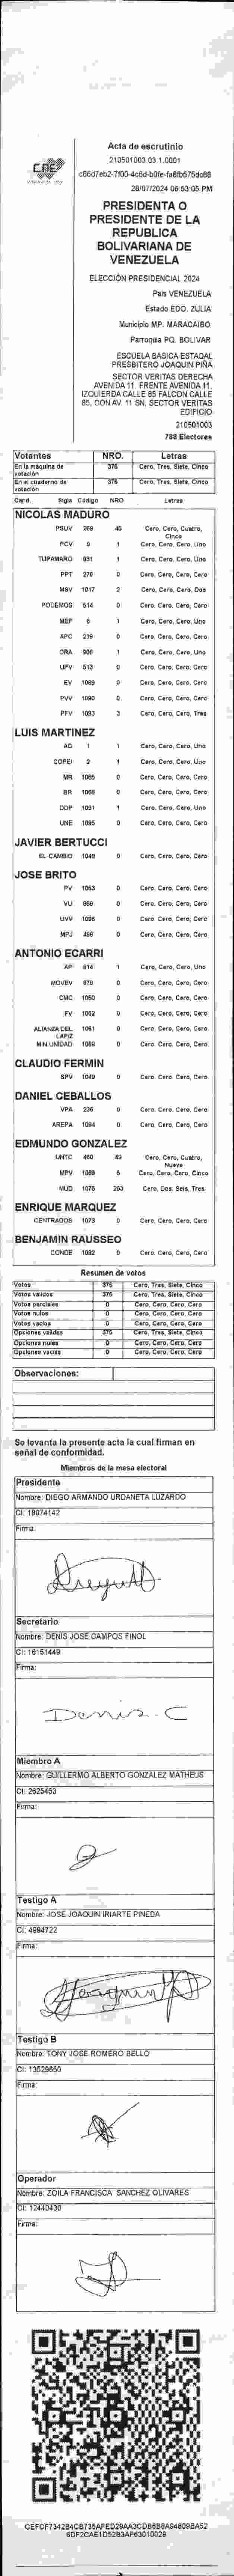 CNE
Acta de escrutinio
210501003.03.1.0001
28/07/2024 08:53:05 PM
PRESIDENTA O
PRESIDENTE DE LA
REPUBLICA
BOLIVARIANA DE
VENEZUELA
ELECCIÓN PRESIDENCIAL 2024
País VENEZUELA
Estado EDO. ZULIA
Municipio MP. MARACAIBO
Parroquia PQ. BOLIVAR
ESCUELA BASICA ESTADAL
PRESBITERO JOAQUIN PIÑA
SECTOR VERITAS DERECHA
AVENIDA 11. FRENTE AVENIDA 11.
IZQUIERDA CALLE 85 FALCON CALLE
85, CON AV. 11 SN, SECTOR VERITAS
EDIFICIO
210501003
788 Electores
Votantes NRO. Letras
En la máquina de votación 375 Cero, Tres, Siete, Cinco
En el cuaderno de votación 375 Cero, Tres, Siete, Cinco
Cand. Sigla Código NRO Letras
NICOLAS MADURO
PSUV 269 45 Cero, Cero, Cuatro, Cinco
PCV 9 1 Cero, Cero, Cero, Uno
TUPAMARO 931 1 Cero, Cero, Cero, Uno
PPT 276 0 Cero, Cero, Cero, Cero
MSV 1017 2 Cero, Cero, Cero, Dos
PODEMOS 514 0 Cero, Cero, Cero, Cero
MEP 6 1 Cero, Cero, Cero, Uno
APC 219 0 Cero, Cero, Cero, Cero
ORA 900 1 Cero, Cero, Cero, Uno
UPV 513 0 Cero, Cero, Cero, Cero
EV 1089 0 Cero, Cero, Cero, Cero
PVV 1090 0 Cero, Cero, Cero, Cero
PFV 1093 3 Cero, Cero, Cero, Tres
LUIS MARTINEZ
AD 1 1 Cero, Cero, Cero, Uno
COPEI 2 1 Cero, Cero, Cero, Uno
MR 1065 0 Cero, Cero, Cero, Cero
BR 1066 0 Cero, Cero, Cero, Cero
DDP 1091 1 Cero, Cero, Cero, Uno
UNE 1095 0 Cero, Cero, Cero, Cero
JAVIER BERTUCCI
EL CAMBIO 1048 0 Cero, Cero, Cero, Cero
JOSE BRITO
PV 1053 0 Cero, Cero, Cero, Cero
VU 0 Cero, Cero, Cero, Cero
UVV 1096 0 Cero, Cero, Cero, Cero
MPJ 456 0 Cero, Cero, Cero, Cero
ANTONIO ECARRI
AP 814 1 Cero, Cero, Cero, Uno
MOVEV 679 0 Cero, Cero, Cero, Cero
CMC 1050 0 Cero, Cero, Cero, Cero
FV 1052 0 Cero, Cero, Cero, Cero
ALIANZA DEL LAPIZ 1051 0 Cero, Cero, Cero, Cero
MIN UNIDAD 1068 0 Cero, Cero, Cero, Cero
CLAUDIO FERMIN
SPV 1049 0 Cero, Cero, Cero, Cero
DANIEL CEBALLOS
VPA 236 0 Cero, Cero, Cero, Cero
AREPA 1094 0 Cero, Cero, Cero, Cero
EDMUNDO GONZALEZ
UNTC 460 49 Cero, Cero, Cuatro, Nueve
MPV 1069 5 Cero, Cero, Cero, Cinco
MUD 1075 263 Cero, Dos, Seis, Tres
ENRIQUE MARQUEZ
CENTRADOS 1073 0 Cero, Cero, Cero, Cero
BENJAMIN RAUSSEO
CONDE 1092 0 Cero, Cero, Cero, Cero
Resumen de votos
Votos 375 Cero, Tres, Siete, Cinco
Votos validos 375 Cero, Tres, Siete, Cinco
Votos parciales 0 Cero, Cero, Cero, Cero
Votos nulos 0 Cero, Cero, Cero, Cero
Votos vacios 0 Cero, Cero, Cero, Cero
Opciones validas 375 Cero, Tres, Siete, Cinco
Opciones nulas 0 Cero, Cero, Cero, Cero
Opciones vacias 0 Cero, Cero, Cero, Cero
Observaciones:
Se levanta la presente acta la cual firman en
señal de conformidad.
Miembros de la mesa electoral
Presidente
Nombre: DIEGO ARMANDO URDANETA LUZARDO
CI: 18074142
Firma:
Secretario
Nombre: DENIS JOSE CAMPOS FINOL
CI: 16151449
Firma:
Denis. C
Miembro A
Nombre: GUILLERMO ALBERTO GONZALEZ MATHEUS
CI: 2625453
Firma:
Testigo A
Nombre: JOSE JOAQUIN IRIARTE PINEDA
CI: 4994722
Firma:
Testigo B
Nombre: TONY JOSE ROMERO BELLO
CI: 13529650
Firma:
Operador
Nombre: ZOILA FRANCISCA SANCHEZ OLIVARES
CI: 12440430
Firma: